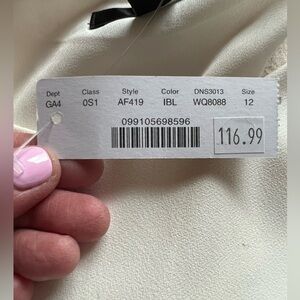 Dept Class Style Color DNS3013 Size
GA4 0S1 AF419 IBL WQ8088 12
099105698596
116.99